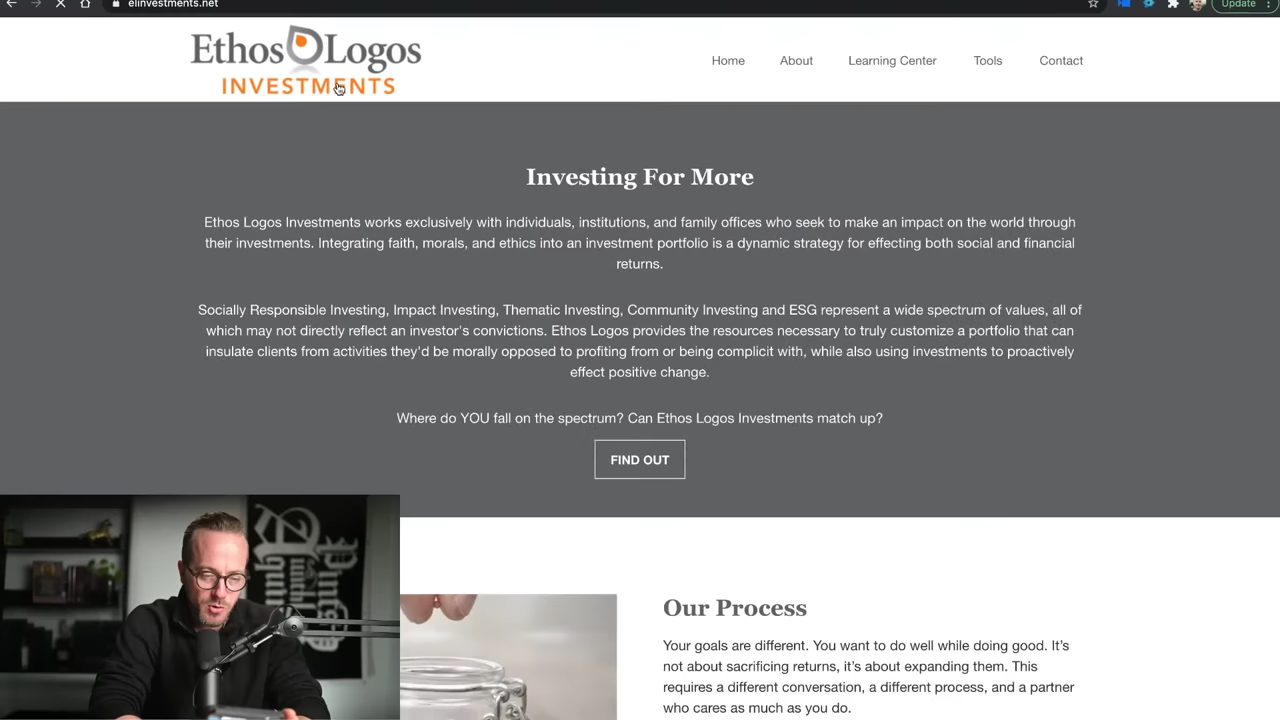 elinvestments.net
Update
Ethos Logos
INVESTMENTS
Home
About
Learning Center
Tools
Contact
Investing For More
Ethos Logos Investments works exclusively with individuals, institutions, and family offices who seek to make an impact on the world through
their investments. Integrating faith, morals, and ethics into an investment portfolio is a dynamic strategy for effecting both social and financial
returns.
Socially Responsible Investing, Impact Investing, Thematic Investing, Community Investing and ESG represent a wide spectrum of values, all of
which may not directly reflect an investor's convictions. Ethos Logos provides the resources necessary to truly customize a portfolio that can
insulate clients from activities they'd be morally opposed to profiting from or being complicit with, while also using investments to proactively
effect positive change.
Where do YOU fall on the spectrum? Can Ethos Logos Investments match up?
FIND OUT
Our Process
Your goals are different. You want to do well while doing good. It’s
not about sacrificing returns, it’s about expanding them. This
requires a different conversation, a different process, and a partner
who cares as much as you do.
Pints
with